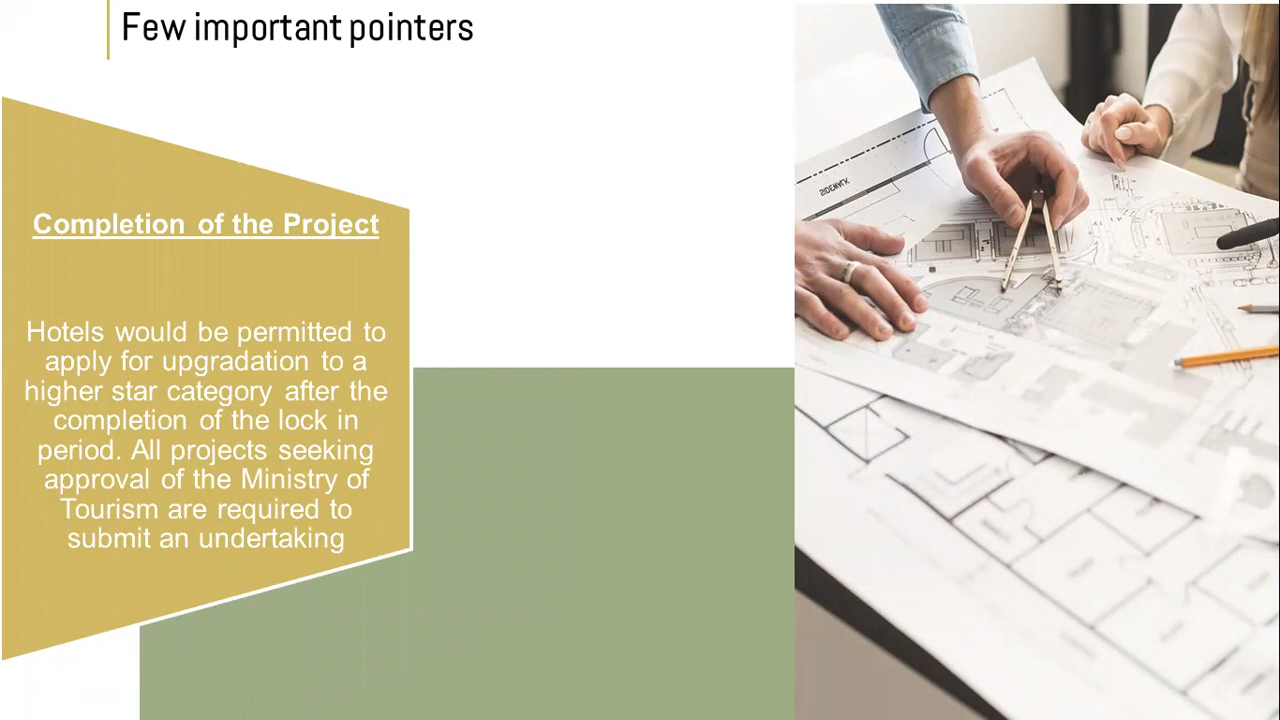 Few important pointers
Completion of the Project
Hotels would be permitted to
apply for upgradation to a
higher star category after the
completion of the lock in
period. All projects seeking
approval of the Ministry of
Tourism are required to
submit an undertaking
SIDEWALK